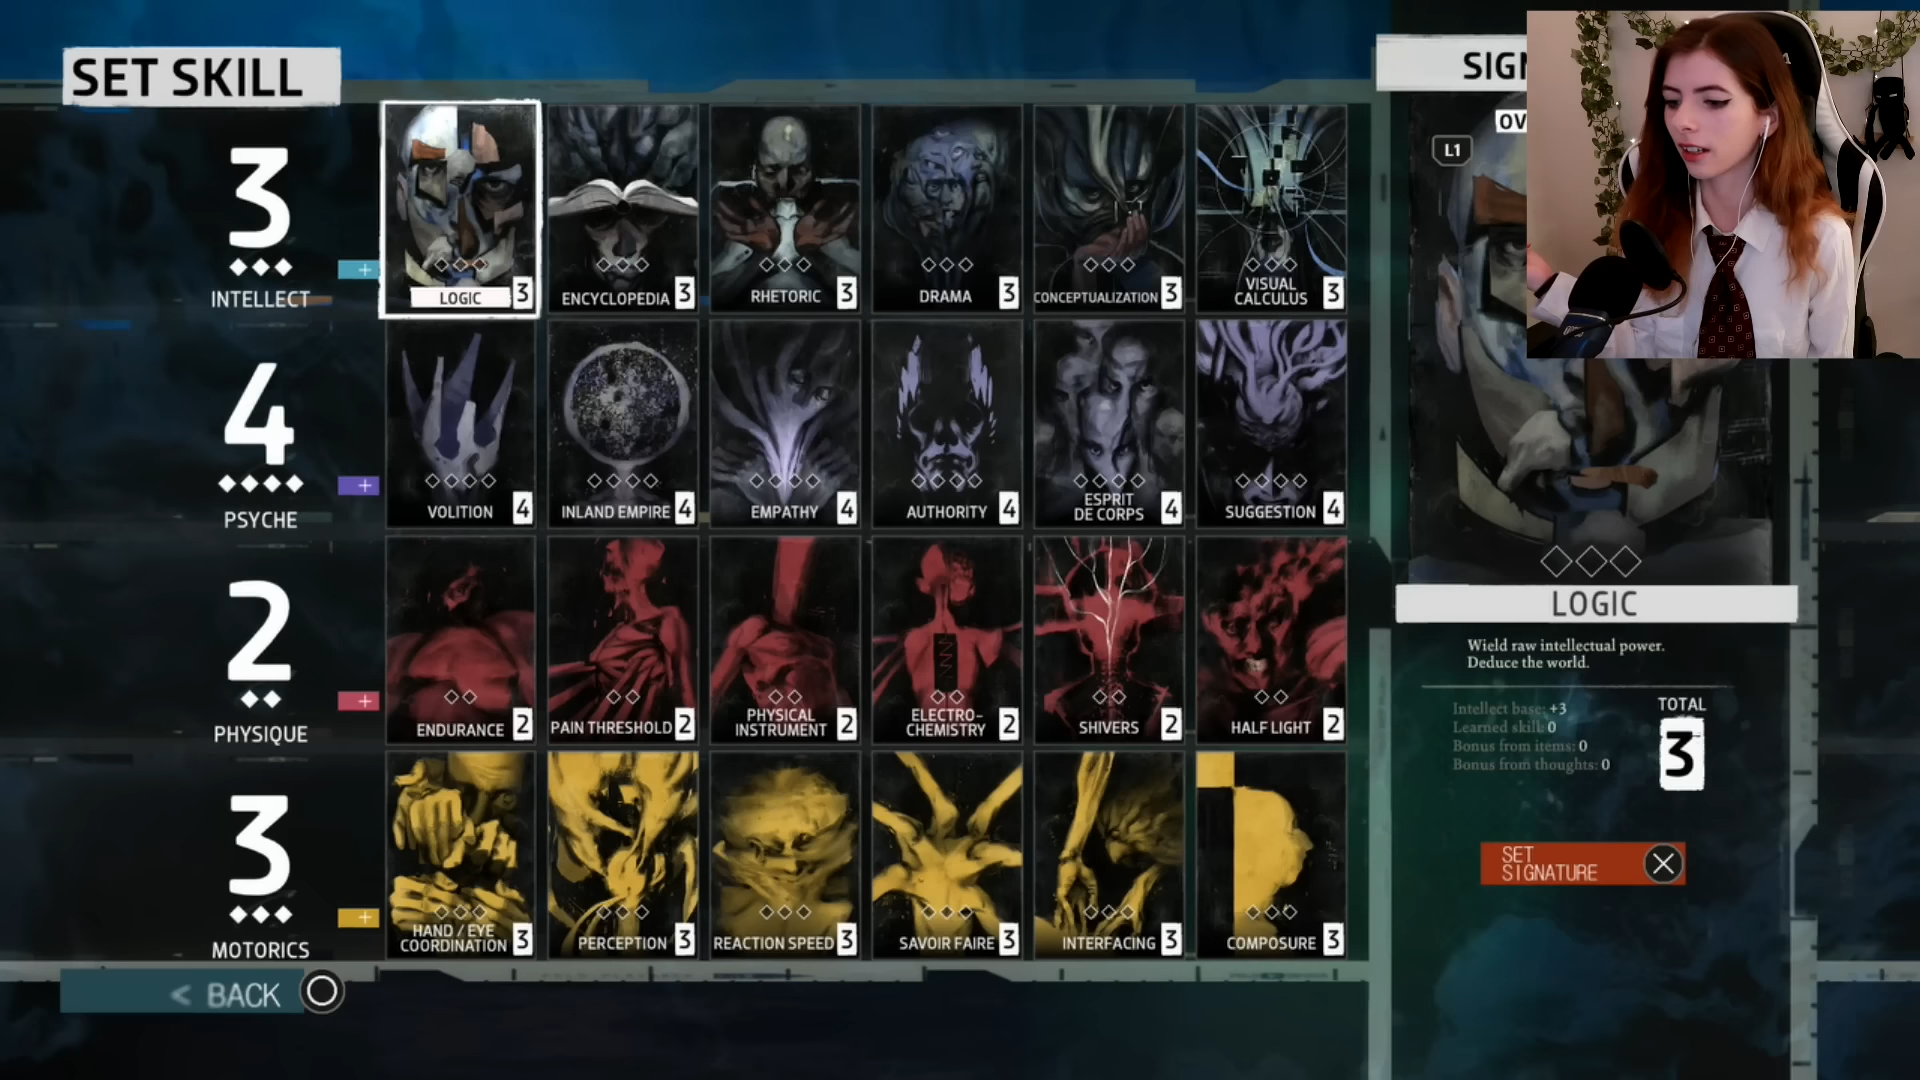 SET SKILL
SIGN
OV
L1
3
INTELLECT
+
LOGIC
3
ENCYCLOPEDIA
3
RHETORIC
3
DRAMA
3
CONCEPTUALIZATION
3
VISUAL
CALCULUS
3
4
PSYCHE
+
VOLITION
4
INLAND EMPIRE
4
EMPATHY
4
AUTHORITY
4
ESPRIT
DE CORPS
4
SUGGESTION
4
2
PHYSIQUE
+
ENDURANCE
2
PAIN THRESHOLD
2
PHYSICAL
INSTRUMENT
2
ELECTRO-
CHEMISTRY
2
SHIVERS
2
HALF LIGHT
2
3
MOTORICS
+
HAND / EYE
COORDINATION
3
PERCEPTION
3
REACTION SPEED
3
SAVOIR FAIRE
3
INTERFACING
3
COMPOSURE
3
LOGIC
Wield raw intellectual power.
Deduce the world.
Intellect base: +3
Learned skill: 0
Bonus from items: 0
Bonus from thoughts: 0
TOTAL
3
SET
SIGNATURE
< BACK